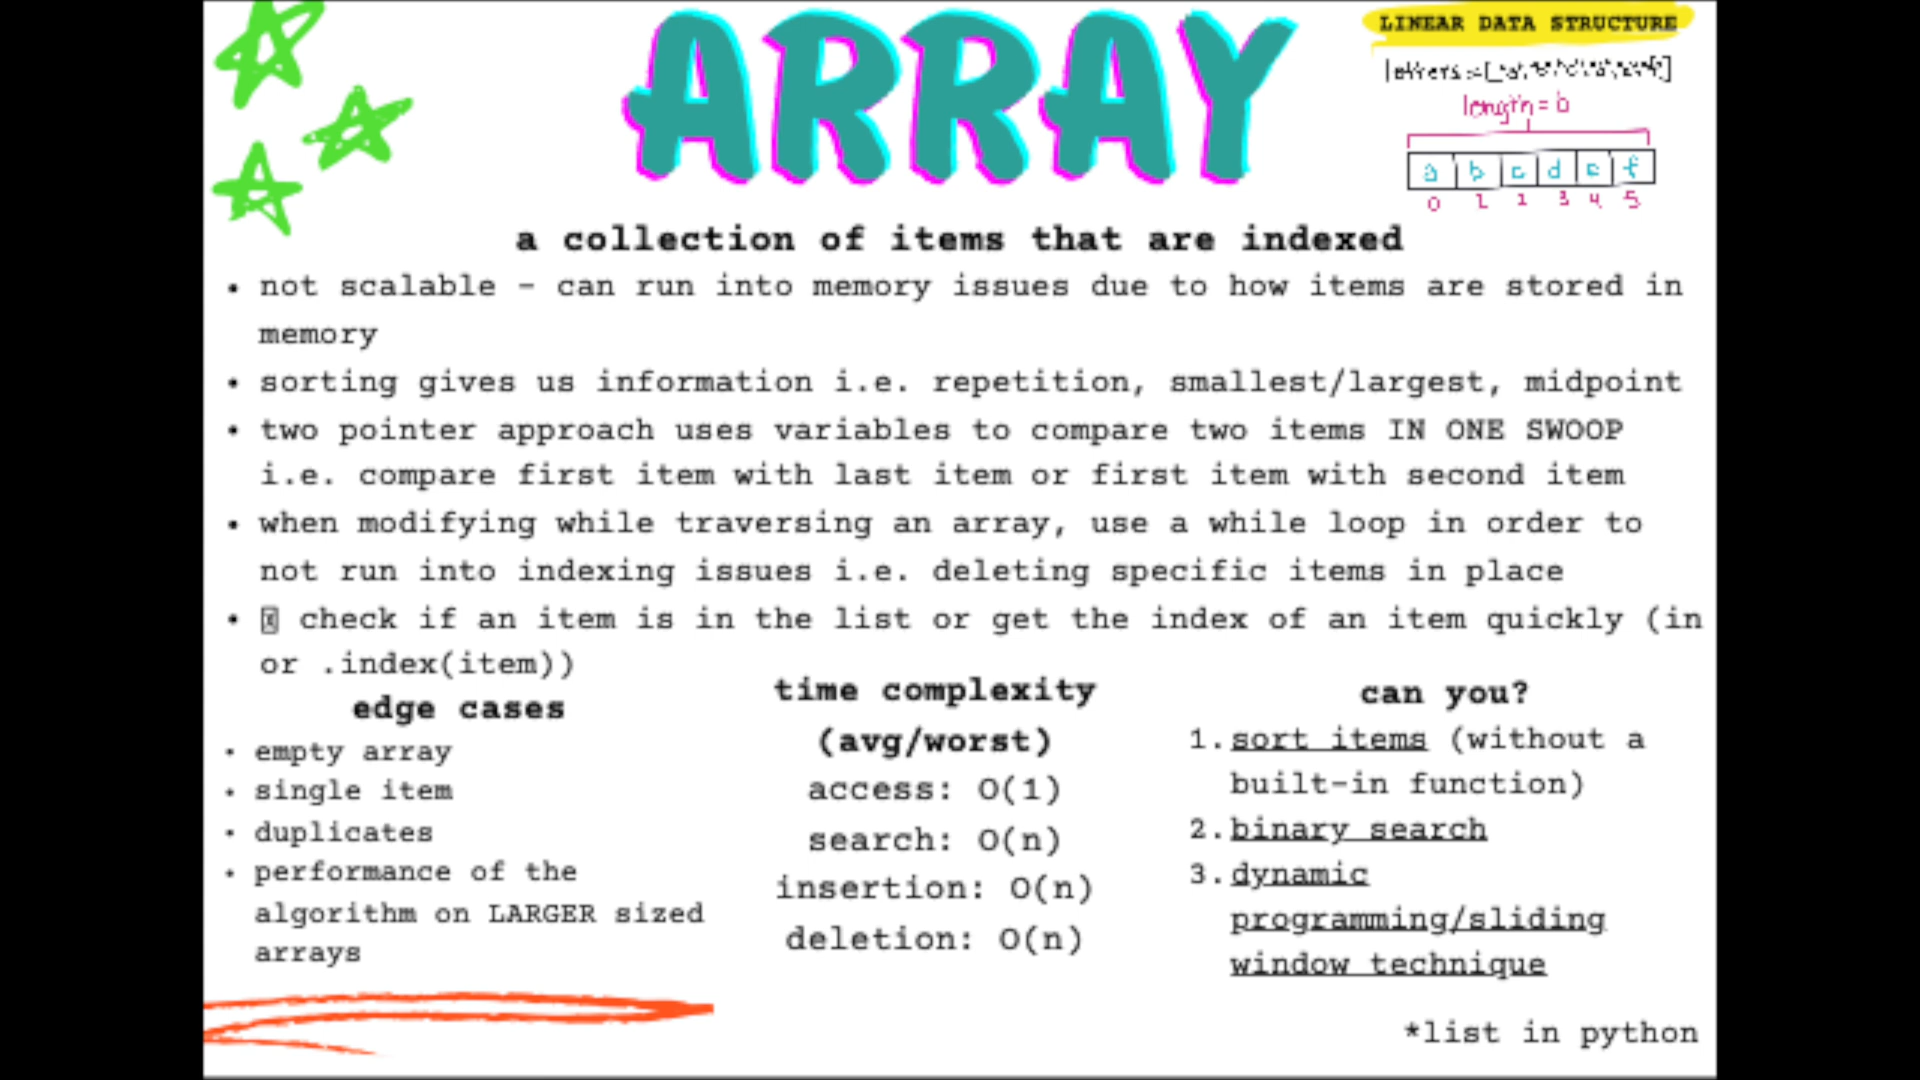 ARRAY
LINEAR DATA STRUCTURE
length = 6
a b c d e f
0 1 2 3 4 5
a collection of items that are indexed
• not scalable - can run into memory issues due to how items are stored in
memory
• sorting gives us information i.e. repetition, smallest/largest, midpoint
• two pointer approach uses variables to compare two items IN ONE SWOOP
i.e. compare first item with last item or first item with second item
• when modifying while traversing an array, use a while loop in order to
not run into indexing issues i.e. deleting specific items in place
• check if an item is in the list or get the index of an item quickly (in
or .index(item))
edge cases
• empty array
• single item
• duplicates
• performance of the
algorithm on LARGER sized
arrays
time complexity
(avg/worst)
access: O(1)
search: O(n)
insertion: O(n)
deletion: O(n)
can you?
1. sort items (without a
built-in function)
2. binary search
3. dynamic
programming/sliding
window technique
*list in python